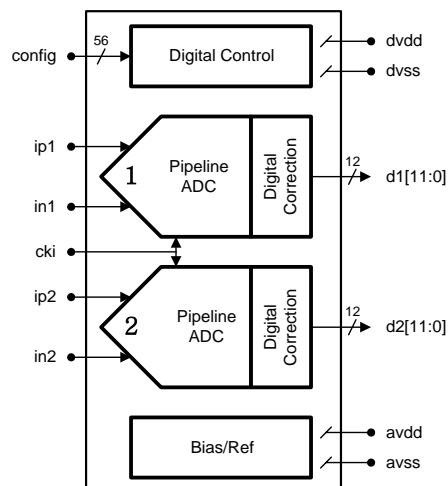 config
56
Digital Control
dvdd
dvss
ip1
in1
1
Pipeline
ADC
Digital
Correction
12
d1[11:0]
cki
ip2
in2
2
Pipeline
ADC
Digital
Correction
12
d2[11:0]
Bias/Ref
avdd
avss